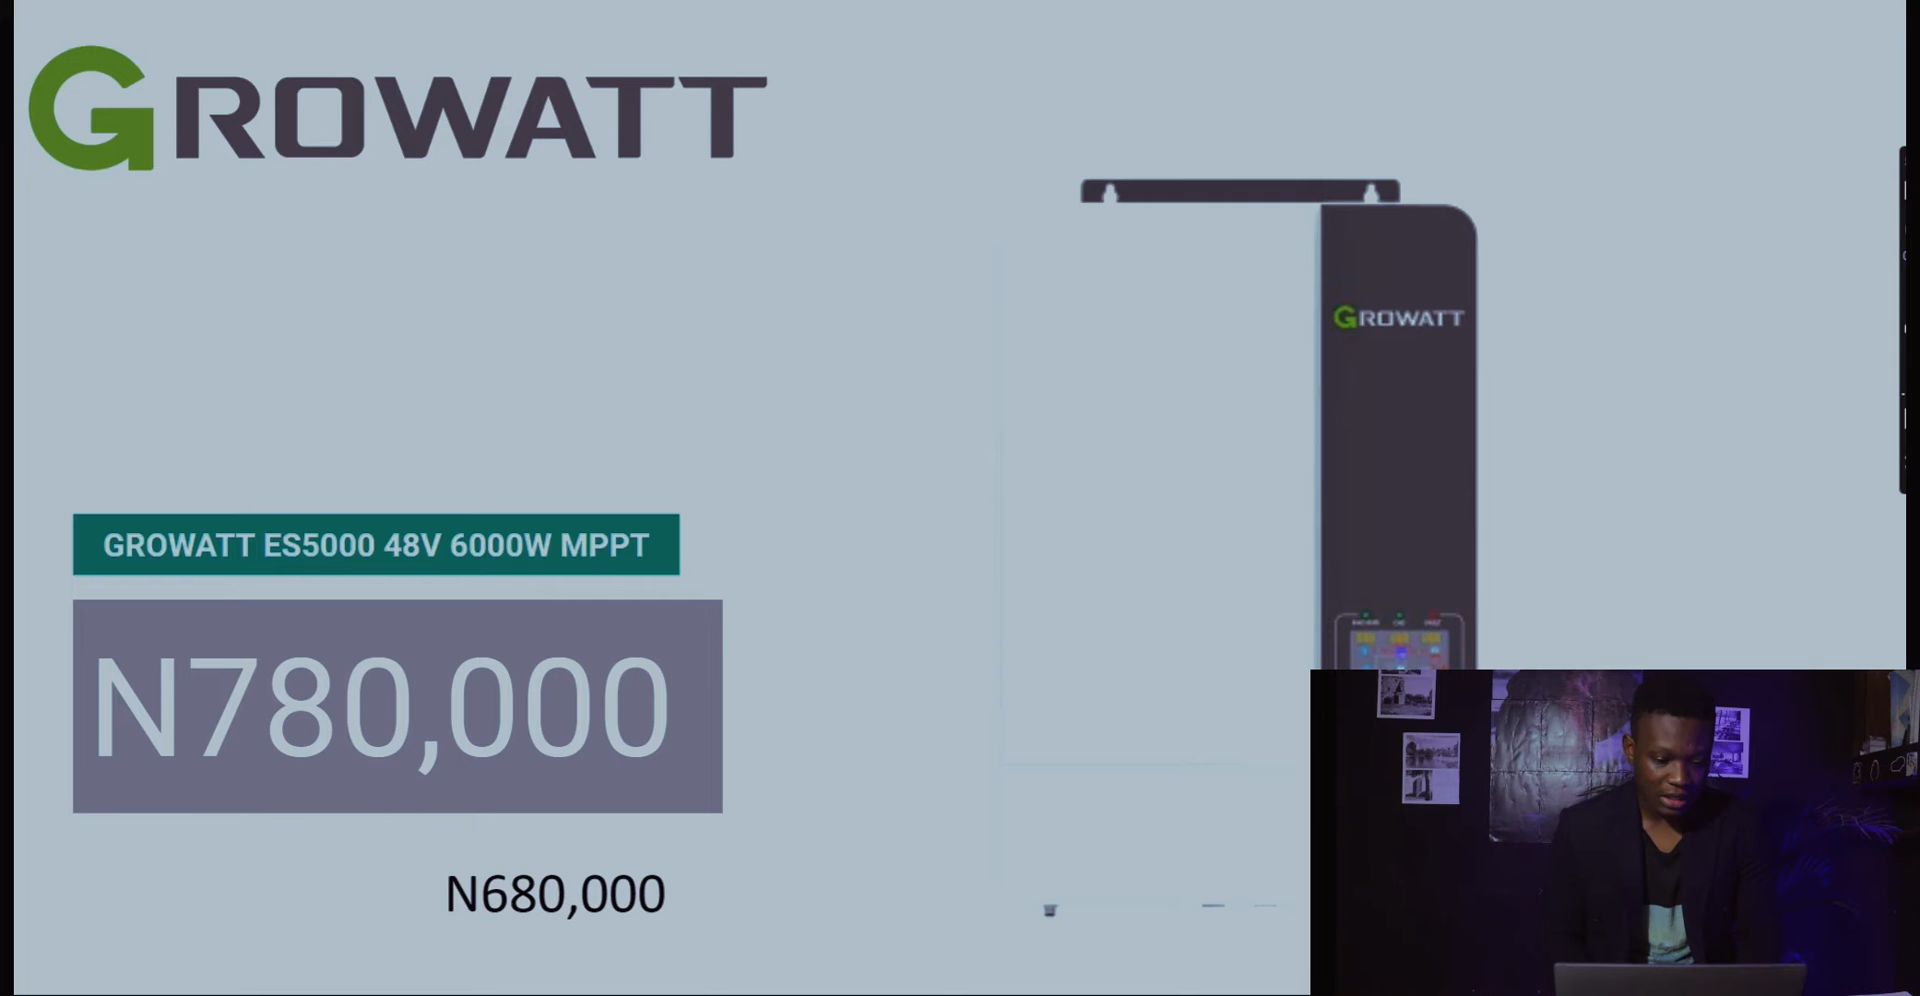 GROWATT
GROWATT
GROWATT ES5000 48V 6000W MPPT
N780,000
N680,000